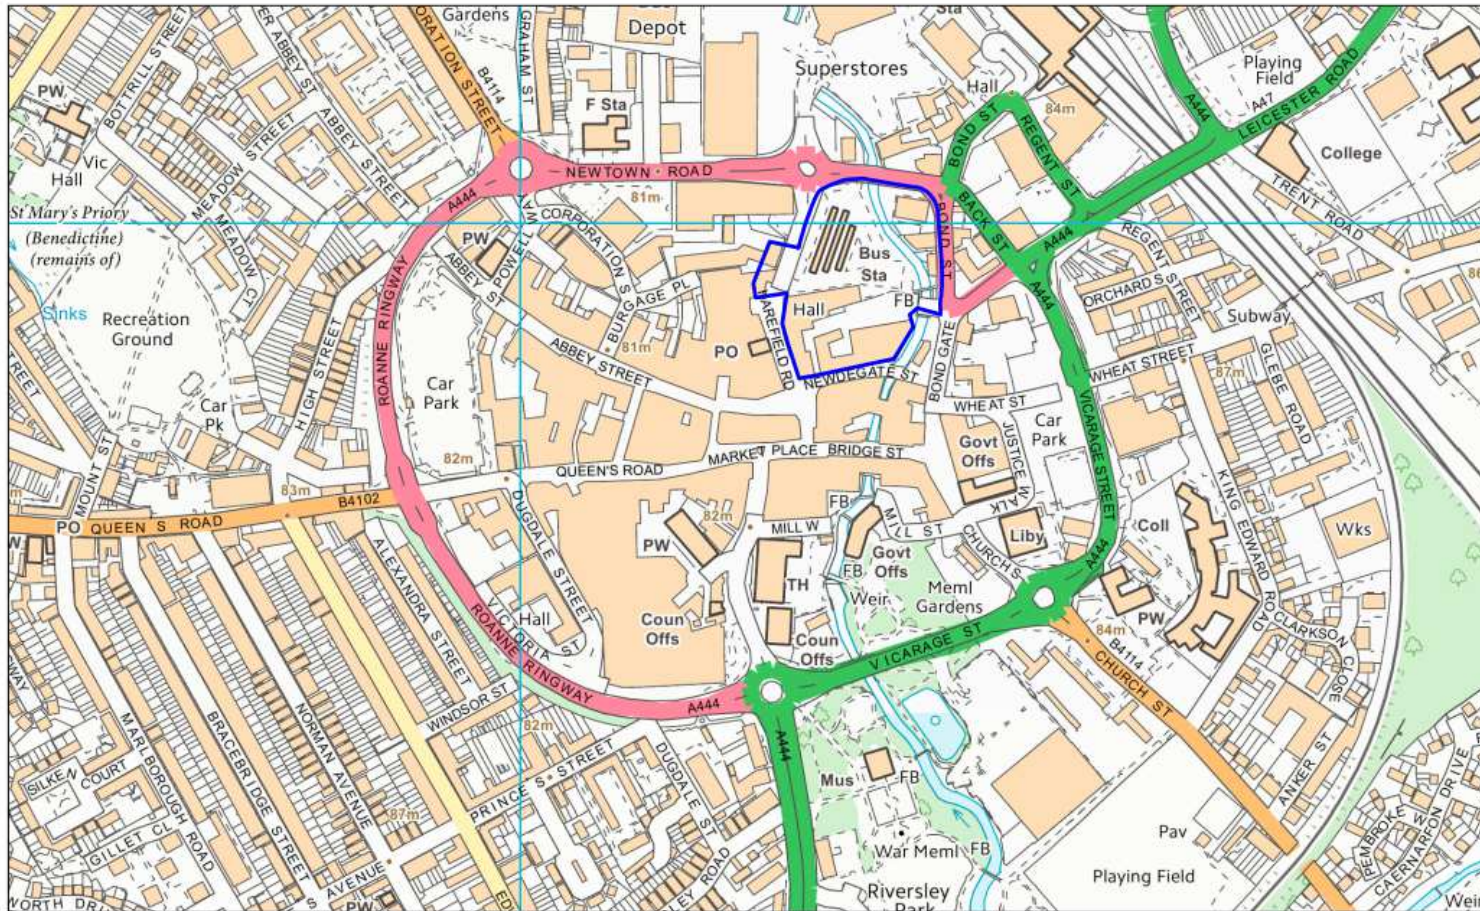 Gardens
Depot
Sta
Superstores
Playing
Field
PW
BOTTRILL STREET
ABBEY ST
B4114
GRAHAM ST
F Sta
Hall
84m
BOND ST
REGENT ST
A444
A47
LEICESTER ROAD
College
TRENT ROAD
Vic
Hall
MEADOW STREET
ABBEY STREET
NEWTOWN ROAD
St Mary's Priory
(Benedictine)
(remains of)
MEADOW CT
A444
PW
POWELL WAY
CORPORATION S
81m
BACK ST
BOND ST
A444
REGENT STREET
FB
Bus
Sta
Sinks
Recreation
Ground
ROANNE RINGWAY
ABBEY ST
BURGAGE PL
FB
Hall
A444
ORCHARD S
Subway
HIGH STREET
81m
PO
NEWDEGATE ST
BOND GATE
WHEAT STREET
87m
GLEBE ROAD
ABBEY STREET
Car
Park
Car
Pk
WHEAT ST
Car
Park
VICARAGE STREET
MOUNT ST
82m
QUEEN'S ROAD
MARKET PLACE
BRIDGE ST
Govt
Offs
JUSTICE WALK
KING EDWARD ROAD
83m
B4102
PO
QUEEN S ROAD
DUGDALE STREET
82m
PW
MILL W
FB
MILL ST
CHURCH S
Liby
Coll
Wks
ALEXANDRA STREET
TH
FB
Govt
Offs
Weir
Meml
Gardens
A444
Hall
VICTORIA ST
Coun
Offs
Coun
Offs
VICARAGE ST
84m
B4114
PW
CLARKSON CLOSE
CHURCH ST
ROANNE RINGWAY
A444
WINDSOR ST
82m
A444
MARLBOROUGH ROAD
BRACEBRIDGE STREET
NORMAN AVENUE
PRINCE S STREET
DUGDALE ST
Mus
FB
SILKEN COURT
87m
GILLET CL
War Meml
FB
Pav
ANKER ST
PEMBROKE W
CAERNARFON DRIVE
Playing Field
S AVENUE
PW
Riversley
Park
Weir